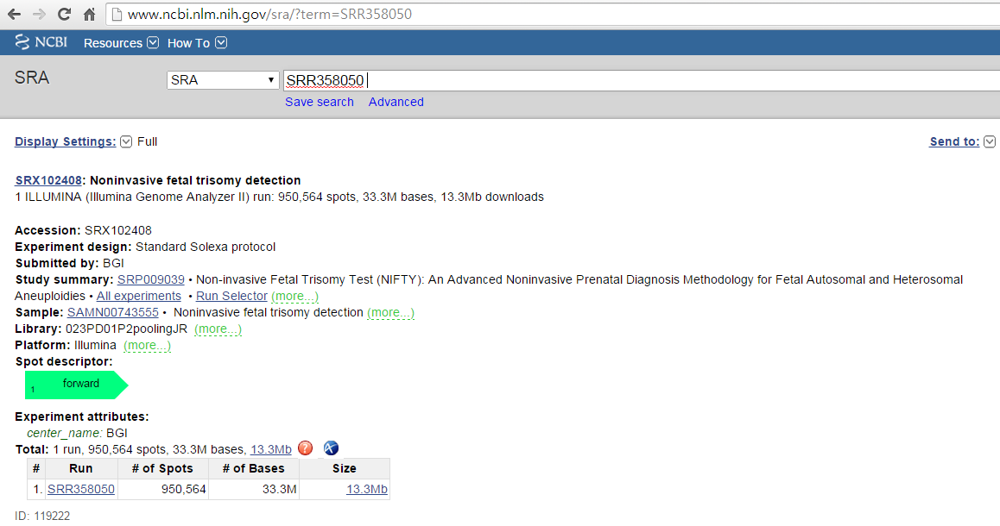 www.ncbi.nlm.nih.gov/sra/?term=SRR358050
NCBI Resources How To
SRA SRA SRR358050
Save search Advanced
Display Settings: Full Send to:
SRX102408: Noninvasive fetal trisomy detection
1 ILLUMINA (Illumina Genome Analyzer II) run: 950,564 spots, 33.3M bases, 13.3Mb downloads
Accession: SRX102408
Experiment design: Standard Solexa protocol
Submitted by: BGI
Study summary: SRP009039 • Non-invasive Fetal Trisomy Test (NIFTY): An Advanced Noninvasive Prenatal Diagnosis Methodology for Fetal Autosomal and Heterosomal
Aneuploidies • All experiments • Run Selector (more...)
Sample: SAMN00743555 • Noninvasive fetal trisomy detection (more...)
Library: 023PD01P2poolingJR (more...)
Platform: Illumina (more...)
Spot descriptor:
1 forward
Experiment attributes:
center_name: BGI
Total: 1 run, 950,564 spots, 33.3M bases, 13.3Mb ?
# Run # of Spots # of Bases Size
1. SRR358050 950,564 33.3M 13.3Mb
ID: 119222